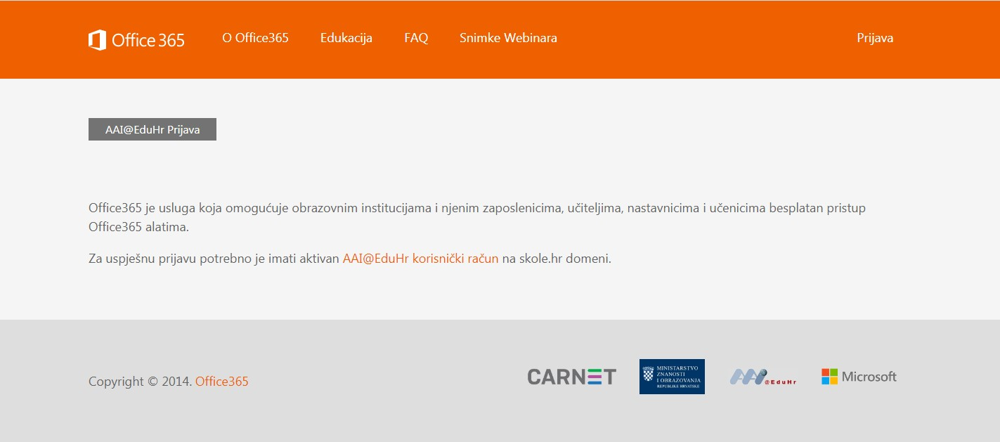 Office 365
O Office365
Edukacija
FAQ
Snimke Webinara
Prijava
AAI@EduHr Prijava
Office365 je usluga koja omogućuje obrazovnim institucijama i njenim zaposlenicima, učiteljima, nastavnicima i učenicima besplatan pristup
Office365 alatima.
Za uspješnu prijavu potrebno je imati aktivan AAI@EduHr korisnički račun na skole.hr domeni.
Copyright © 2014. Office365
CARNET
MINISTARSTVO
ZNANOSTI
I OBRAZOVANJA
REPUBLIKE HRVATSKE
AAI@EduHr
Microsoft